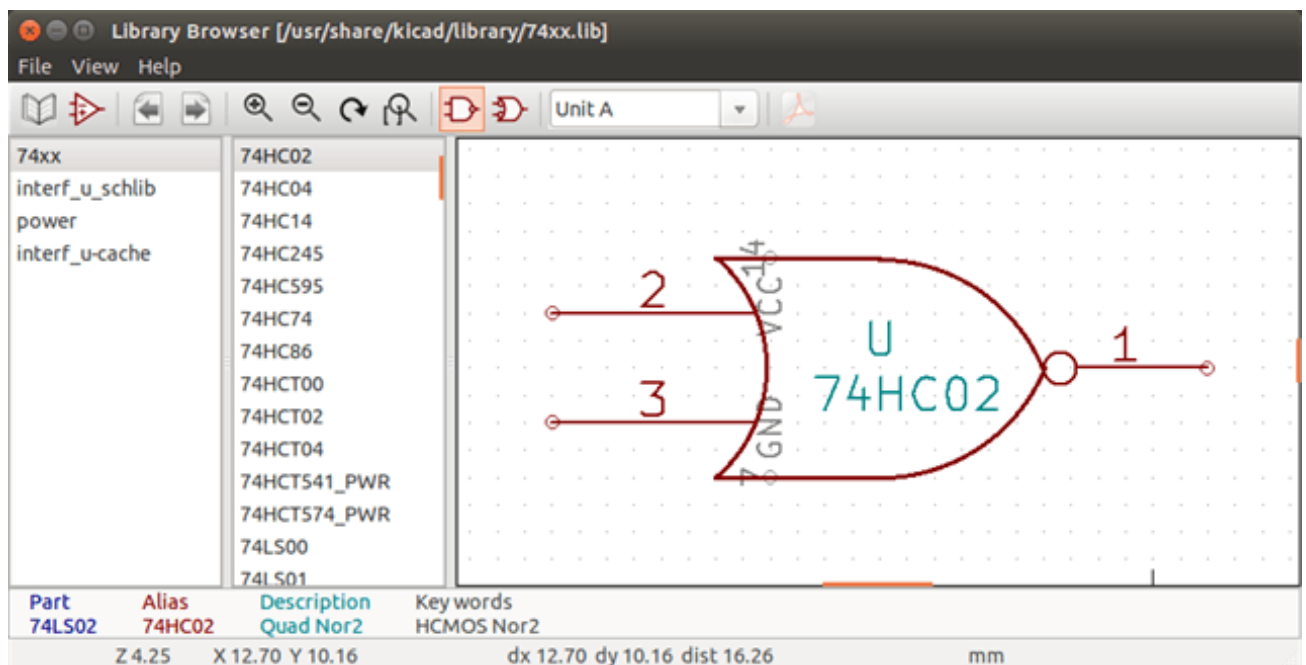 Library Browser [/usr/share/kicad/library/74xx.lib]
File View Help
Unit A
74xx
interf_u_schlib
power
interf_u-cache
74HC02
74HC04
74HC14
74HC245
74HC595
74HC74
74HC86
74HCT00
74HCT02
74HCT04
74HCT541_PWR
74HCT574_PWR
74LS00
74LS01
14
VCC
2
3
U
74HC02
1
GND
7
Part Alias Description Key words
74LS02 74HC02 Quad Nor2 HCMOS Nor2
Z 4.25 X 12.70 Y 10.16 dx 12.70 dy 10.16 dist 16.26 mm